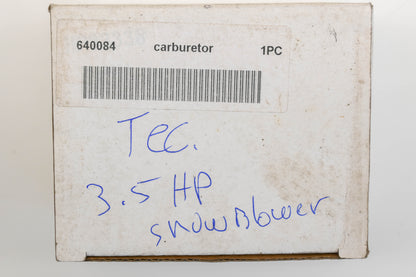 640084 carburetor 1PC
Tec.
3.5 HP
snowBlower